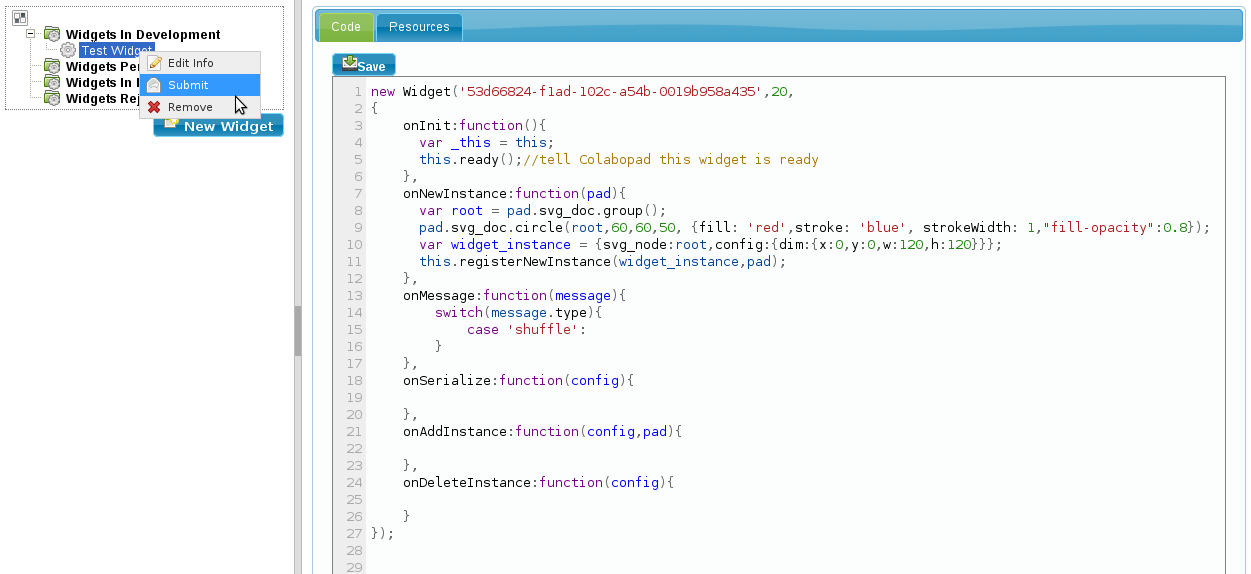 Widgets In Development
Test Widget
Widgets
Widgets In
Widgets
Edit Info
Submit
Remove
New Widget
Code
Resources
Save
1 new Widget('53d66824-f1ad-102c-a54b-0019b958a435',20,
2 {
3 onInit:function(){
4 var _this = this;
5 this.ready();//tell Colabopad this widget is ready
6 },
7 onNewInstance:function(pad){
8 var root = pad.svg_doc.group();
9 pad.svg_doc.circle(root,60,60,50, {fill: 'red',stroke: 'blue', strokeWidth: 1,"fill-opacity":0.8});
10 var widget_instance = {svg_node:root,config:{dim:{x:0,y:0,w:120,h:120}}};
11 this.registerNewInstance(widget_instance,pad);
12 },
13 onMessage:function(message){
14 switch(message.type){
15 case 'shuffle':
16 }
17 },
18 onSerialize:function(config){
19
20 },
21 onAddInstance:function(config,pad){
22
23 },
24 onDeleteInstance:function(config){
25
26 }
27 });
28
29